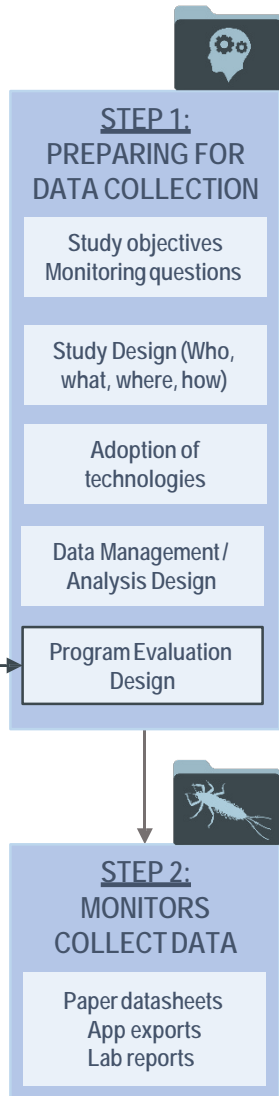 STEP 1:
PREPARING FOR
DATA COLLECTION
Study objectives
Monitoring questions
Study Design (Who,
what, where, how)
Adoption of
technologies
Data Management /
Analysis Design
Program Evaluation
Design
STEP 2:
MONITORS
COLLECT DATA
Paper datasheets
App exports
Lab reports